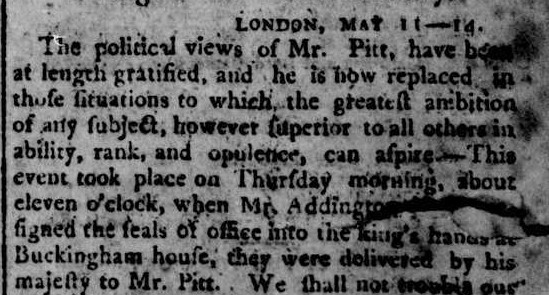 LONDON, MAY 11—14.
The political views of Mr. Pitt, have been
at length gratified, and he is now replaced in
thoſe ſituations to which, the greateſt ambition
of any ſubject, however ſuperior to all others in
ability, rank, and opulence, can aſpire.—This
event took place on Thurſday morning, about
eleven o'clock, when Mr. Addington
ſigned the ſeals of office into the king's hands at
Buckingham houſe, they were delivered by his
majeſty to Mr. Pitt. We ſhall not trouble our